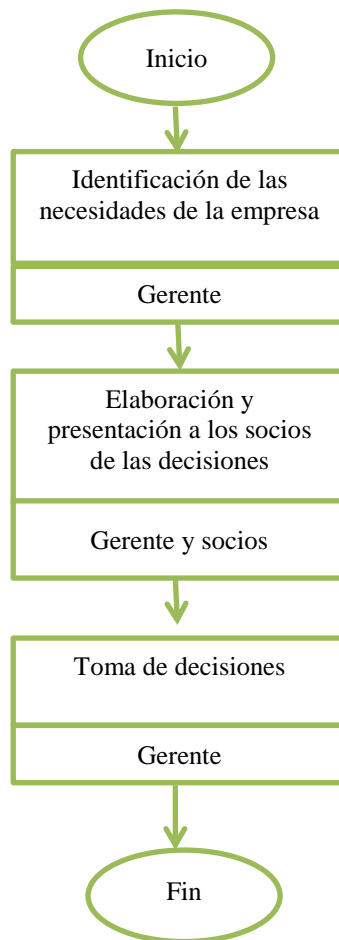 Inicio
Identificación de las
necesidades de la empresa
Gerente
Elaboración y
presentación a los socios
de las decisiones
Gerente y socios
Toma de decisiones
Gerente
Fin